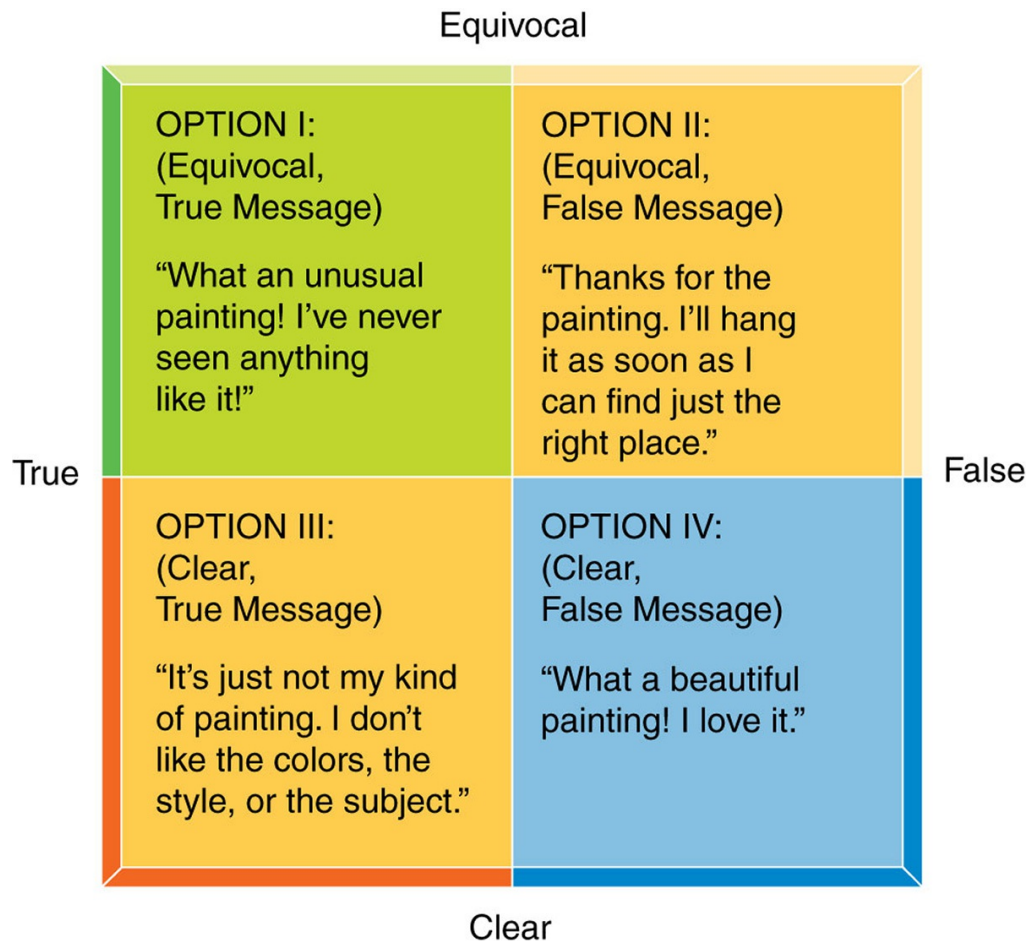 Equivocal
OPTION I:
(Equivocal,
True Message)
“What an unusual
painting! I’ve never
seen anything
like it!”
OPTION II:
(Equivocal,
False Message)
“Thanks for the
painting. I’ll hang
it as soon as I
can find just the
right place.”
True
False
OPTION III:
(Clear,
True Message)
“It’s just not my kind
of painting. I don’t
like the colors, the
style, or the subject.”
OPTION IV:
(Clear,
False Message)
“What a beautiful
painting! I love it.”
Clear